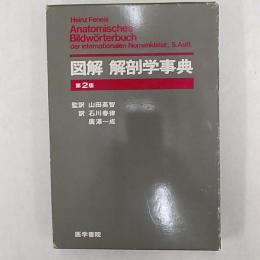 Heinz Feneis
Anatomisches
Bildwörterbuch
der internationalen Nomenklatur, 5. Aufl.
図解 解剖学事典
第2版
監訳 山田英智
訳 石川春律
廣澤一成
医学書院